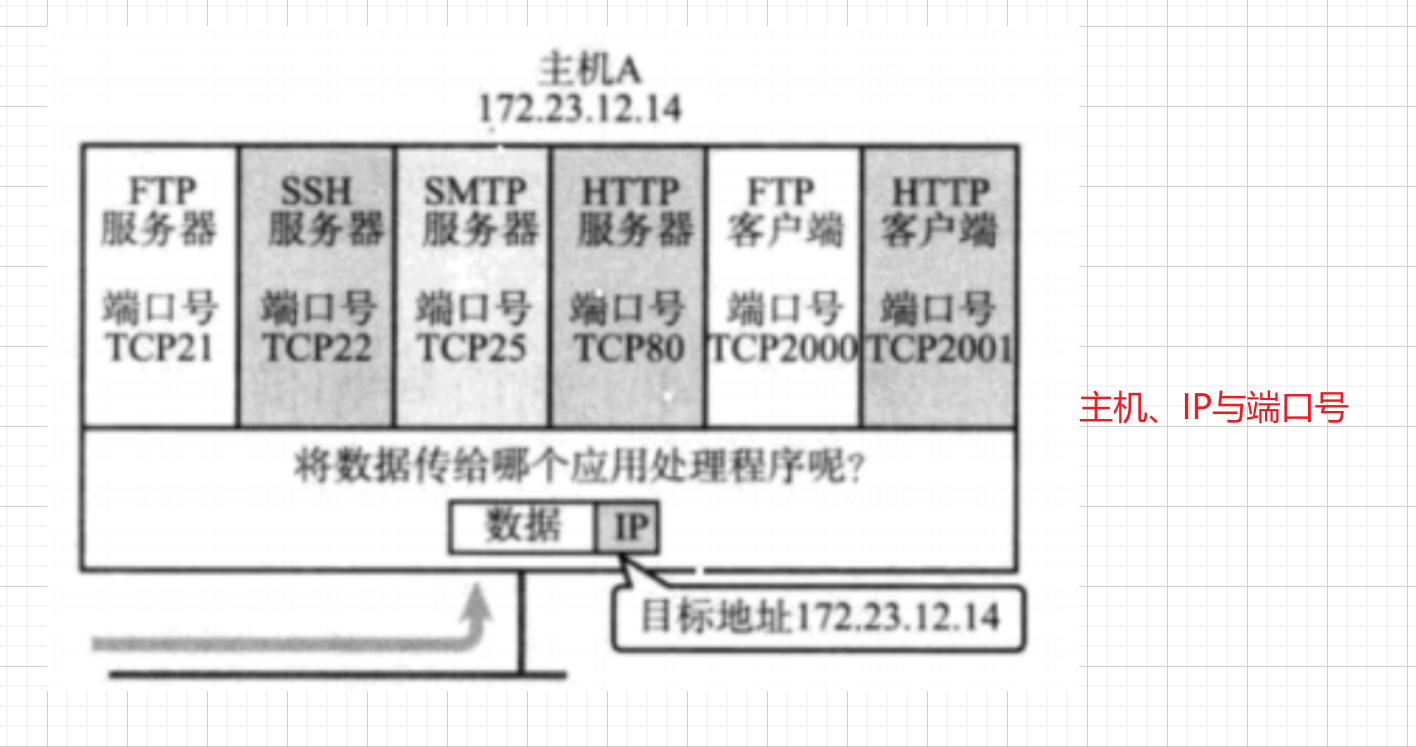 主机A
172.23.12.14
FTP
服务器
端口号
TCP21
SSH
服务器
端口号
TCP22
SMTP
服务器
端口号
TCP25
HTTP
服务器
端口号
TCP80
FTP
客户端
端口号
TCP2000
HTTP
客户端
端口号
TCP2001
主机、IP与端口号
将数据传给哪个应用处理程序呢?
数据 IP
目标地址172.23.12.14